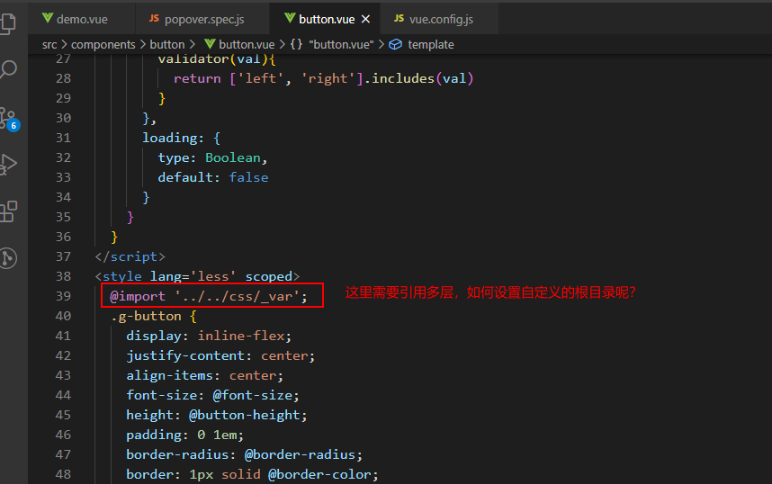 demo.vue JS popover.spec.js button.vue × JS vue.config.js
src > components > button > button.vue > {} "button.vue" > template
27 validator(val){
28 return ['left', 'right'].includes(val)
29 }
30 },
31 loading: {
32 type: Boolean,
33 default: false
34 }
35 }
36 }
37 </script>
38 <style lang='less' scoped>
39 @import '../../css/_var'; 这里需要引用多层，如何设置自定义的根目录呢?
40 .g-button {
41 display: inline-flex;
42 justify-content: center;
43 align-items: center;
44 font-size: @font-size;
45 height: @button-height;
46 padding: 0 1em;
47 border-radius: @border-radius;
48 border: 1px solid @border-color;
6